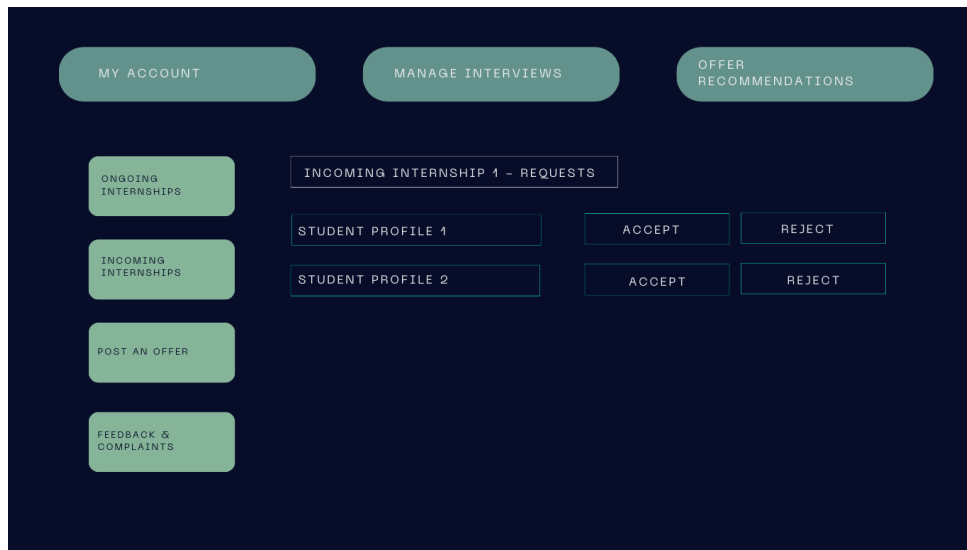 MY ACCOUNT
MANAGE INTERVIEWS
OFFER
RECOMMENDATIONS
ONGOING
INTERNSHIPS
INCOMING
INTERNSHIPS
POST AN OFFER
FEEDBACK &
COMPLAINTS
INCOMING INTERNSHIP 1 – REQUESTS
STUDENT PROFILE 1
ACCEPT
REJECT
STUDENT PROFILE 2
ACCEPT
REJECT